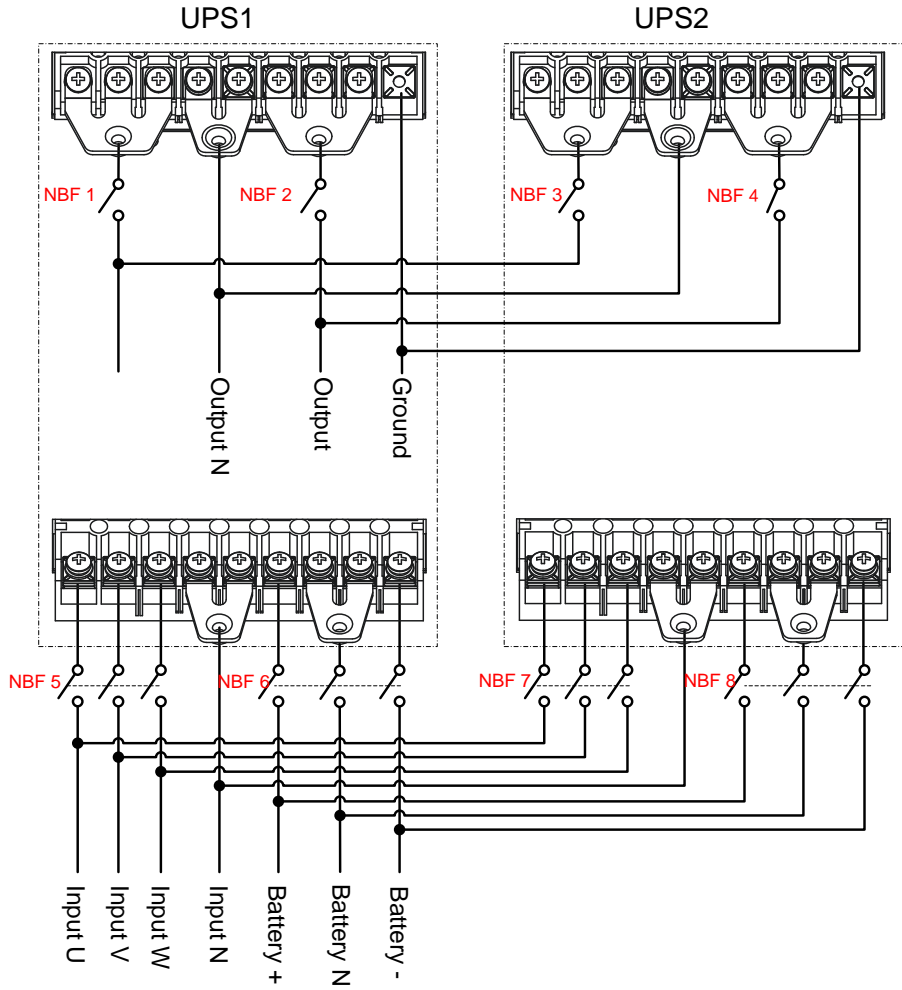 UPS1
UPS2
NBF 1
NBF 2
NBF 3
NBF 4
Output N
Output
Ground
NBF 5
NBF 6
NBF 7
NBF 8
Input U
Input V
Input W
Input N
Battery +
Battery N
Battery -